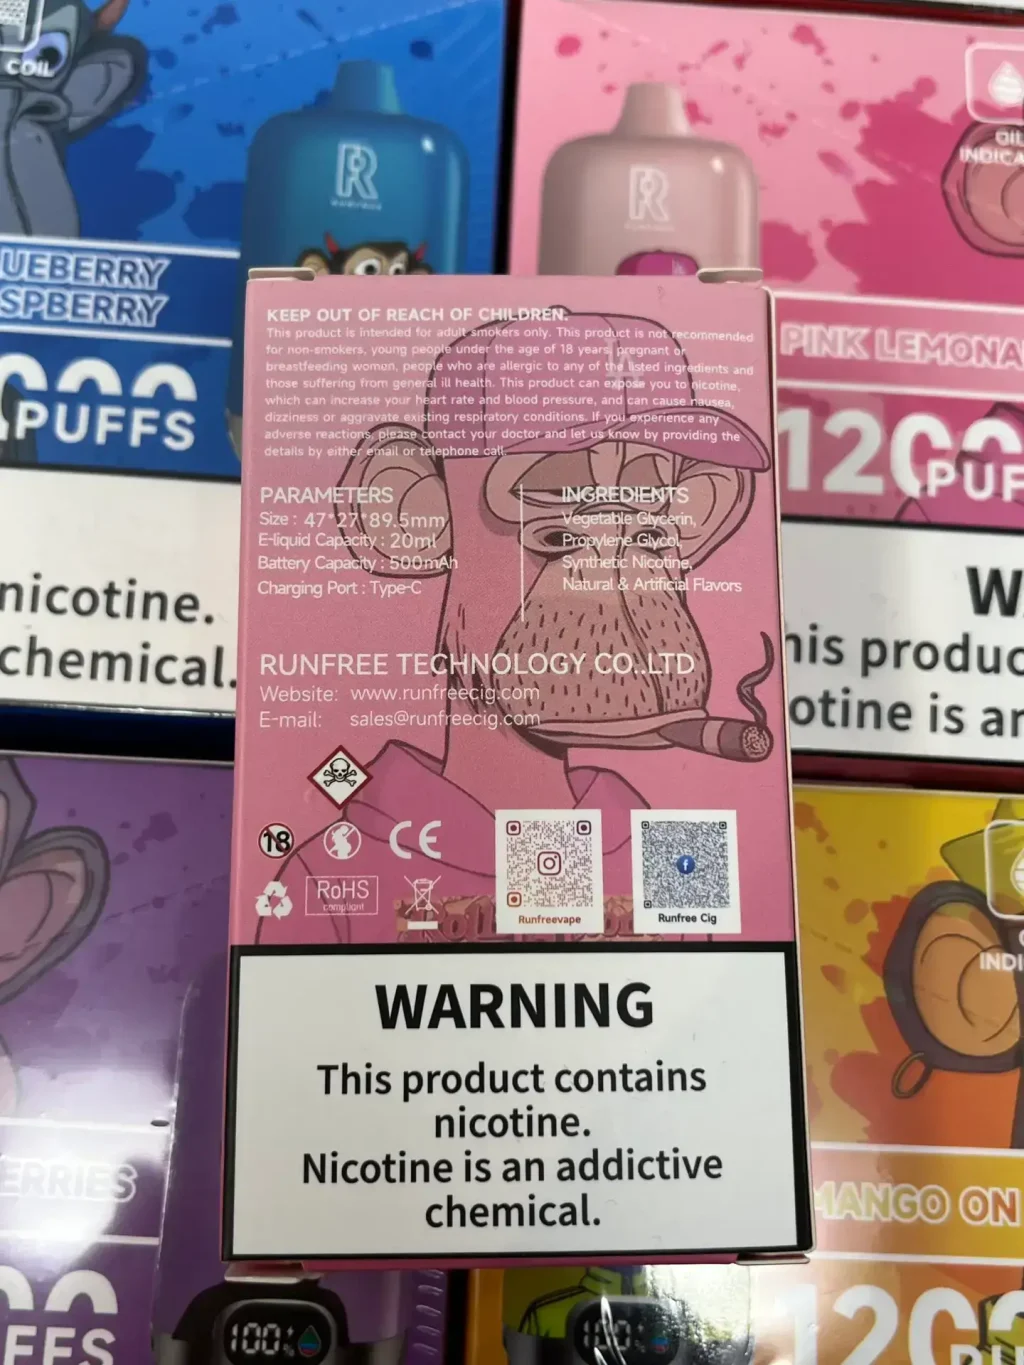 COIL
R
R
OIL
UEBERRY
SPBERRY
PUFFS
PINK LEMONA
1200
PUF
nicotine.
chemical.
W
his produc
otine is an
KEEP OUT OF REACH OF CHILDREN.
This product is intended for adult smokers only. This product is not recommended
for non-smokers, young people under the age of 18 years, pregnant or
breastfeeding woman, people who are allergic to any of the listed ingredients and
those suffering from general ill health. This product can expose you to nicotine,
which can increase your heart rate and blood pressure, and can cause nausea,
dizziness or aggravate existing respiratory conditions. If you experience any
adverse reactions, please contact your doctor and let us know by providing the
details by either email or telephone call.
PARAMETERS
Size : 47*27*89.5mm
E-liquid Capacity : 20ml
Battery Capacity : 500mAh
Charging Port : Type-C
INGREDIENTS
Vegetable Glycerin,
Propylene Glycol,
Synthetic Nicotine,
Natural & Artificial Flavors
RUNFREE TECHNOLOGY CO.,LTD
Website: www.runfreecig.com
E-mail: sales@runfreecig.com
18
CE
RoHS
compliant
Runfreevape
Runfree Cig
WARNING
This product contains
nicotine.
Nicotine is an addictive
chemical.
ERRIES
MANGO ON
100%
100%